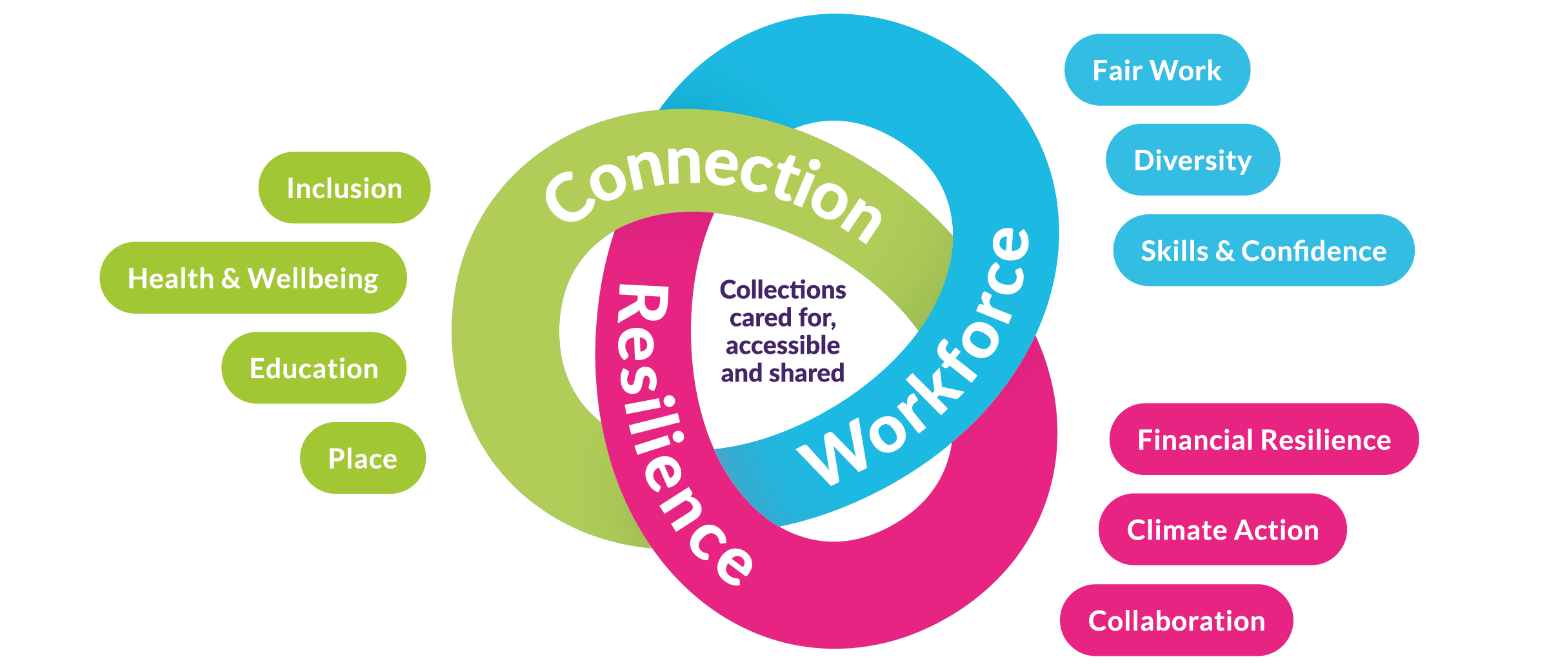 Connection
Inclusion
Health & Wellbeing
Education
Place
Workforce
Fair Work
Diversity
Skills & Confidence
Resilience
Financial Resilience
Climate Action
Collaboration
Collections
cared for,
accessible
and shared